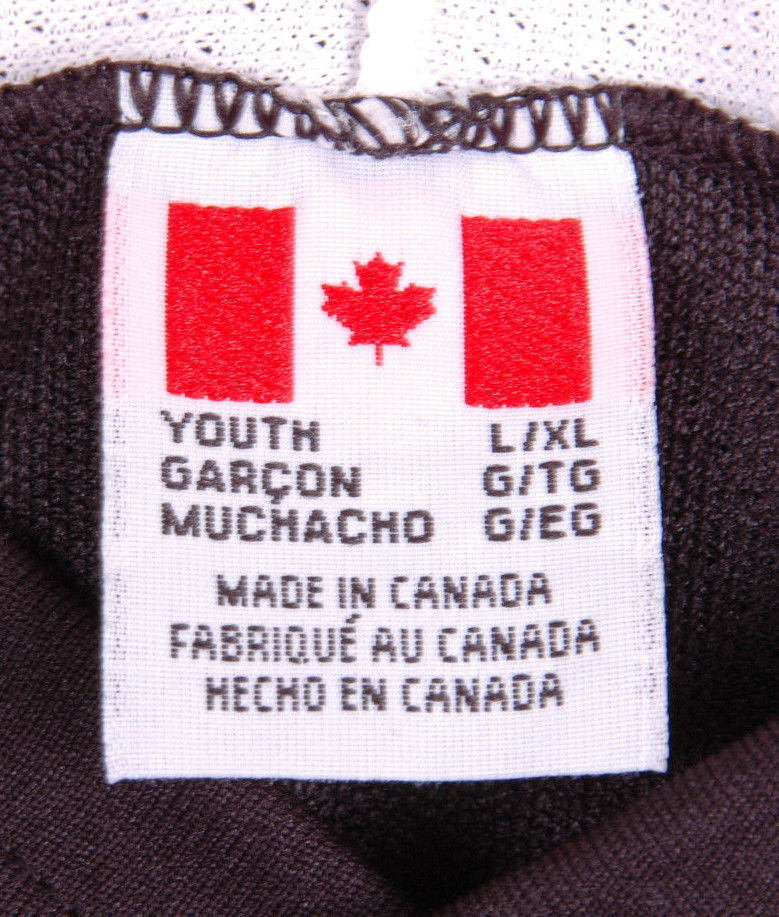 YOUTH L/XL
GARÇON G/TG
MUCHACHO G/EG
MADE IN CANADA
FABRIQUÉ AU CANADA
HECHO EN CANADA